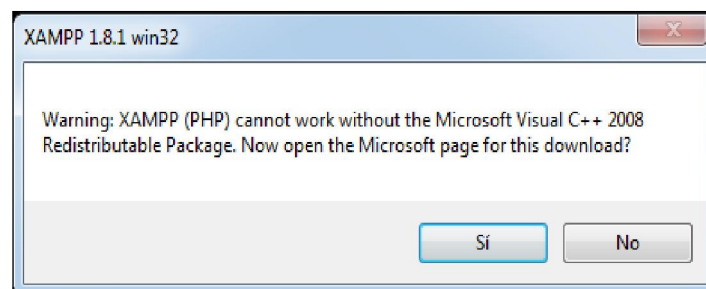 XAMPP 1.8.1 win32
Warning: XAMPP (PHP) cannot work without the Microsoft Visual C++ 2008
Redistributable Package. Now open the Microsoft page for this download?
Sí
No